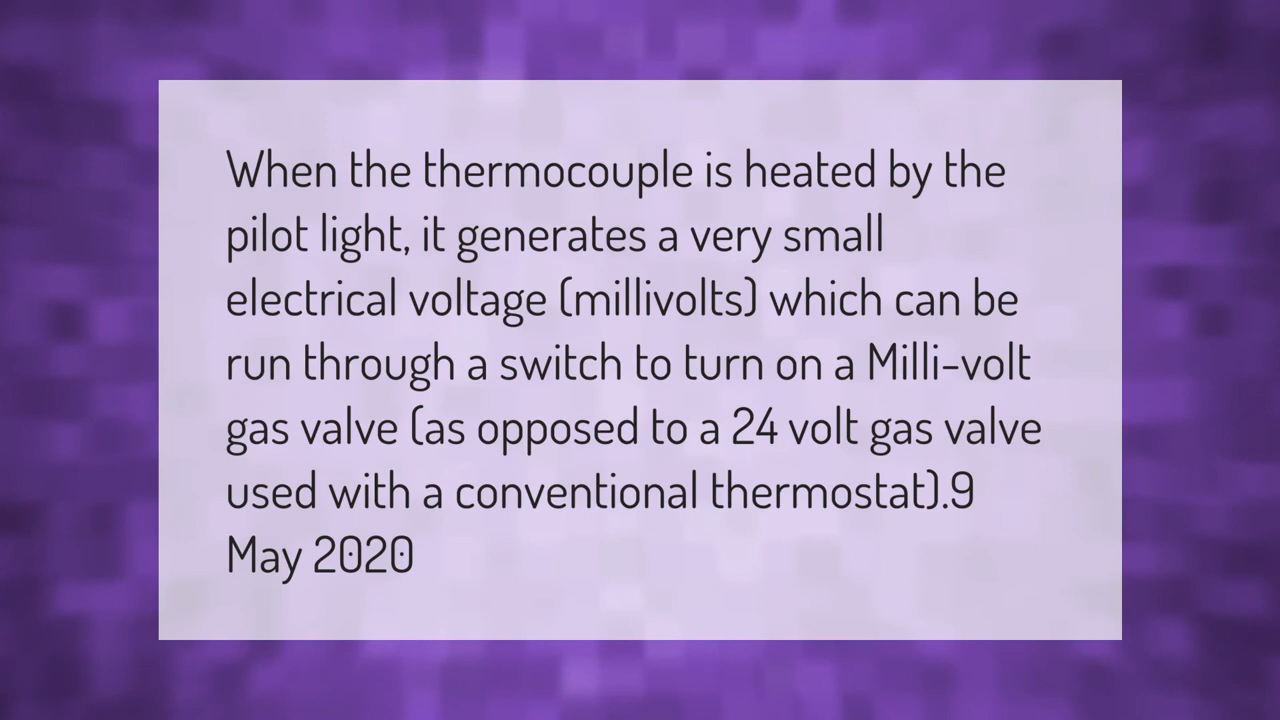 When the thermocouple is heated by the
pilot light, it generates a very small
electrical voltage (millivolts) which can be
run through a switch to turn on a Milli-volt
gas valve (as opposed to a 24 volt gas valve
used with a conventional thermostat).9
May 2020